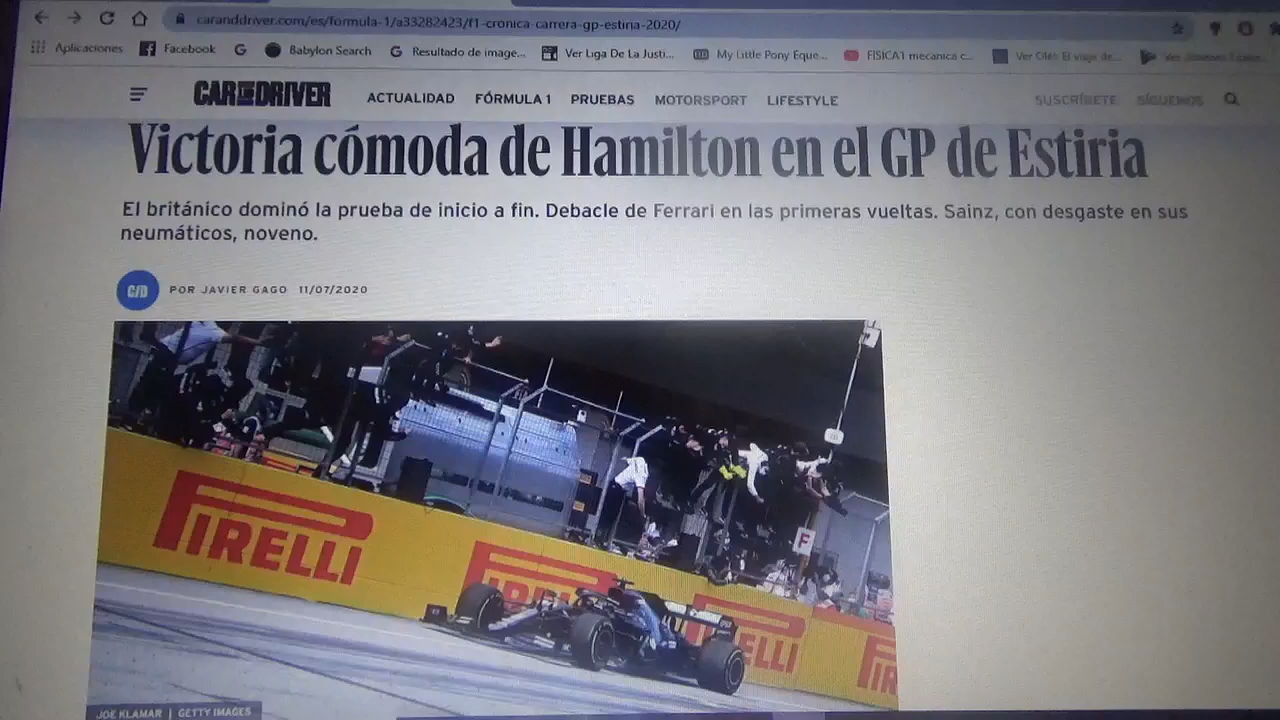 caranddriver.com/es/formula-1/a33282423/f1-cronica-carrera-gp-estiria-2020/
Aplicaciones Facebook Babylon Search Resultado de image... Ver Liga De La Justi... My Little Pony Eque... FISICA1 mecanica c... Ver
CAR AND DRIVER ACTUALIDAD FÓRMULA 1 PRUEBAS MOTORSPORT LIFESTYLE SUSCRÍBETE SÍGUENOS
Victoria cómoda de Hamilton en el GP de Estiria
El británico dominó la prueba de inicio a fin. Debacle de Ferrari en las primeras vueltas. Sainz, con desgaste en sus
neumáticos, noveno.
C/D POR JAVIER GAGO 11/07/2020
F
PIRELLI
JOE KLAMAR | GETTY IMAGES